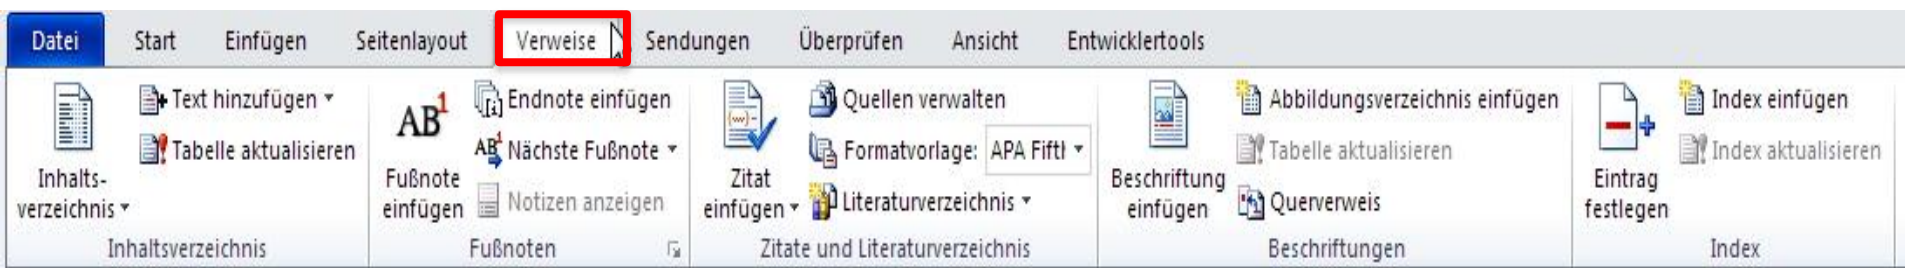 Datei Start Einfügen Seitenlayout Verweise Sendungen Überprüfen Ansicht Entwicklertools
Inhalts-
verzeichnis
Text hinzufügen
Tabelle aktualisieren
Inhaltsverzeichnis
AB1
Fußnote
einfügen
Endnote einfügen
Nächste Fußnote
Notizen anzeigen
Fußnoten
Zitat
einfügen
Quellen verwalten
Formatvorlage: APA Fiftl
Literaturverzeichnis
Zitate und Literaturverzeichnis
Beschriftung
einfügen
Abbildungsverzeichnis einfügen
Tabelle aktualisieren
Querverweis
Beschriftungen
Eintrag
festlegen
Index einfügen
Index aktualisieren
Index